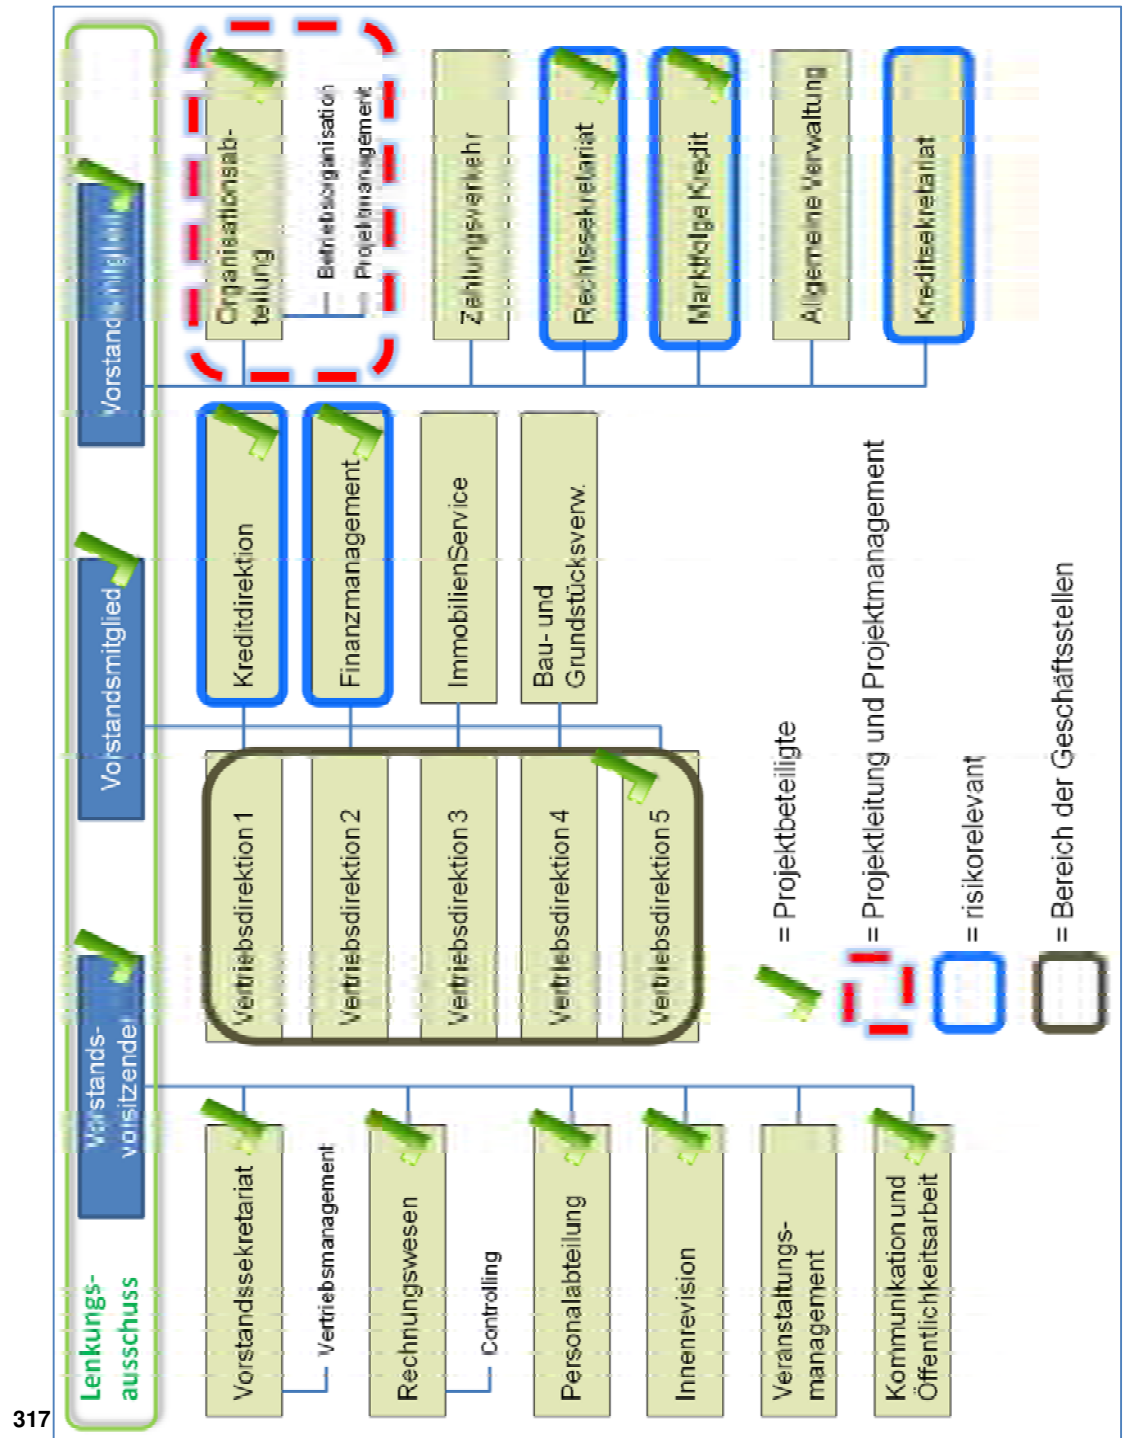 Lenkungs-
ausschuss
Vorstands-
vorsitzender
Vorstandsmitglied
Vorstandsmitglied
Vorstandssekretariat
Vertriebsmanagement
Rechnungswesen
Controlling
Personalabteilung
Innenrevision
Veranstaltungs-
management
Kommunikation und
Öffentlichkeitsarbeit
Vertriebsdirektion 1
Vertriebsdirektion 2
Vertriebsdirektion 3
Vertriebsdirektion 4
Vertriebsdirektion 5
Kreditdirektion
Finanzmanagement
ImmobilienService
Bau- und
Grundstücksverw.
Organisationsab-
teilung
Betriebsorganisation
Projektmanagement
Zahlungsverkehr
Rechtssekretariat
Marktfolge Kredit
Allgemeine Verwaltung
Kreditsekretariat
= Projektbeteiligte
= Projektleitung und Projektmanagement
= risikorelevant
= Bereich der Geschäftsstellen
317